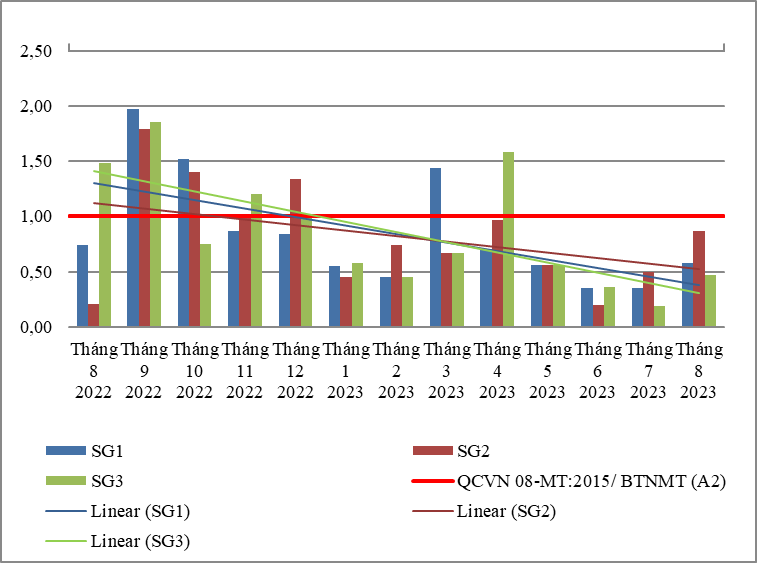 2,50
2,00
1,50
1,00
0,50
0,00
Tháng Tháng Tháng Tháng Tháng Tháng Tháng Tháng Tháng Tháng Tháng Tháng Tháng
8 9 10 11 12 1 2 3 4 5 6 7 8
2022 2022 2022 2022 2022 2023 2023 2023 2023 2023 2023 2023 2023
SG1 SG2
SG3 QCVN 08-MT:2015/ BTNMT (A2)
Linear (SG1) Linear (SG2)
Linear (SG3)